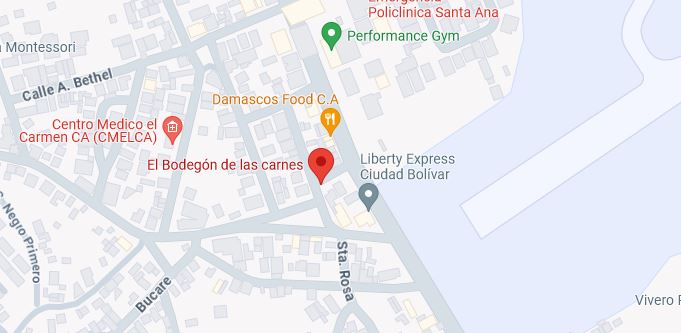 Emergencia
Policlinica Santa Ana
Performance Gym
Montessori
Calle A. Bethel
Damascos Food C.A
Centro Medico el
Carmen CA (CMELCA)
El Bodegón de las carnes
Liberty Express
Ciudad Bolívar
C. Negro Primero
Sta. Rosa
Bucare
Vivero